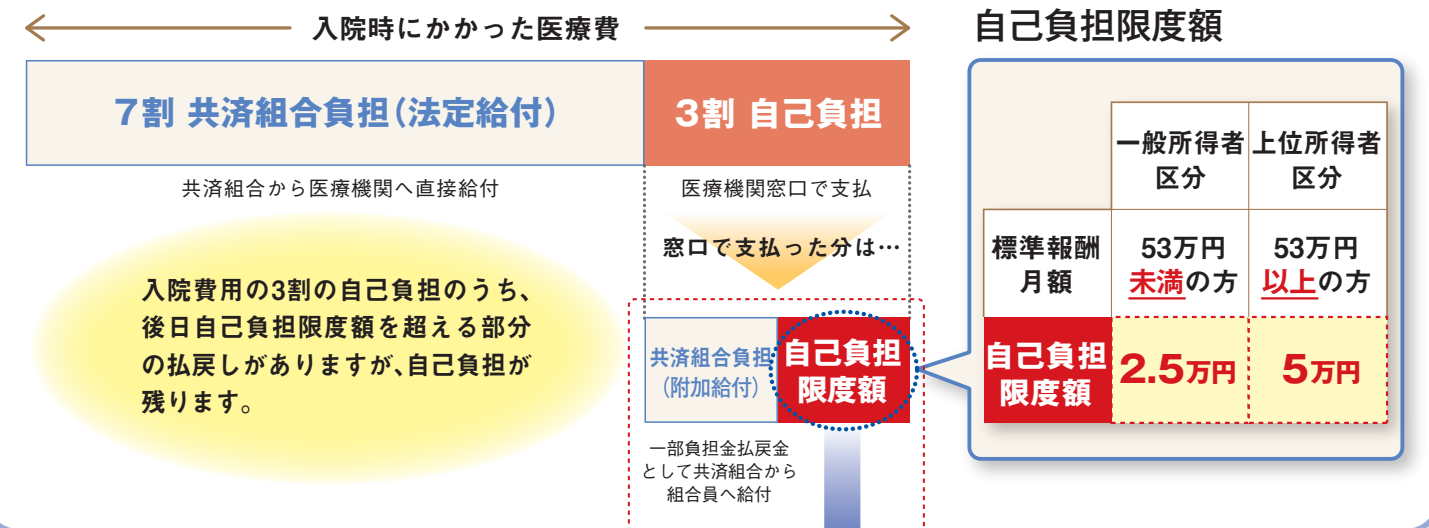 入院時にかかった医療費
7割 共済組合負担（法定給付）
3割 自己負担
共済組合から医療機関へ直接給付
医療機関窓口で支払
窓口で支払った分は…
入院費用の3割の自己負担のうち、
後日自己負担限度額を超える部分
の払戻しがありますが、自己負担が
残ります。
共済組合負担
（附加給付）
自己負担
限度額
一部負担金払戻金
として共済組合から
組合員へ給付
自己負担限度額
一般所得者
区分
上位所得者
区分
標準報酬
月額
53万円
未満の方
53万円
以上の方
自己負担
限度額
2.5万円
5万円